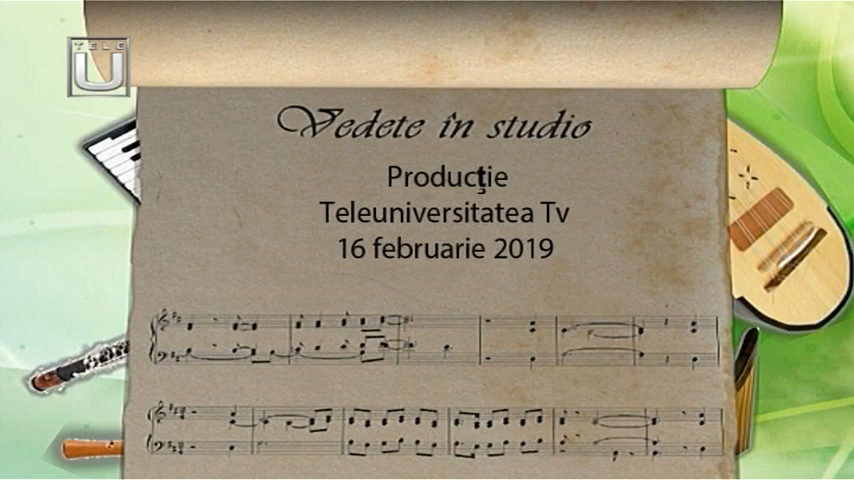 TELE
U
Vedete în studio
Producţie
Teleuniversitatea Tv
16 februarie 2019